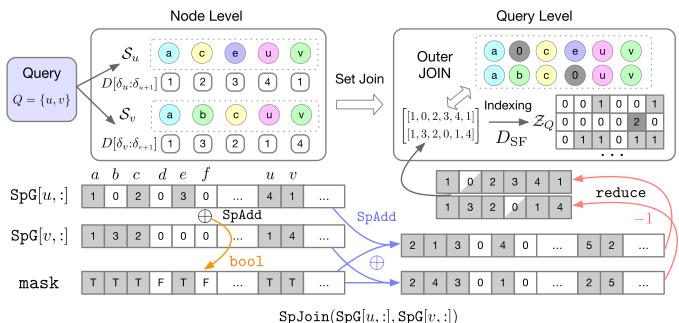 Node Level
Query Level
Query
Q = {u, v}
S_u
a c e u v
D[δ_u:δ_{u+1}]
1 2 3 4 1
S_v
a b c u v
D[δ_v:δ_{v+1}]
1 3 2 1 4
Set Join
Outer
JOIN
a 0 c e u v
a b c 0 u v
[[1, 0, 2, 3, 4, 1]
[1, 3, 2, 0, 1, 4]]
Indexing
D_SF
Z_Q
0 0 1 0 0 1
0 0 0 0 2 0
0 1 1 0 1 1
...
a b c d e f u v
SpG[u,:]
1 0 2 0 3 0 ... 4 1 ...
⊕ SpAdd
SpG[v,:]
1 3 2 0 0 0 ... 1 4 ...
bool
mask
T T T F T F ... T T ...
SpAdd
⊕
1 0 2 3 4 1
1 3 2 0 1 4
reduce
−1
2 1 3 0 4 0 ... 5 2 ...
2 4 3 0 1 0 ... 2 5 ...
SpJoin(SpG[u,:],SpG[v,:])